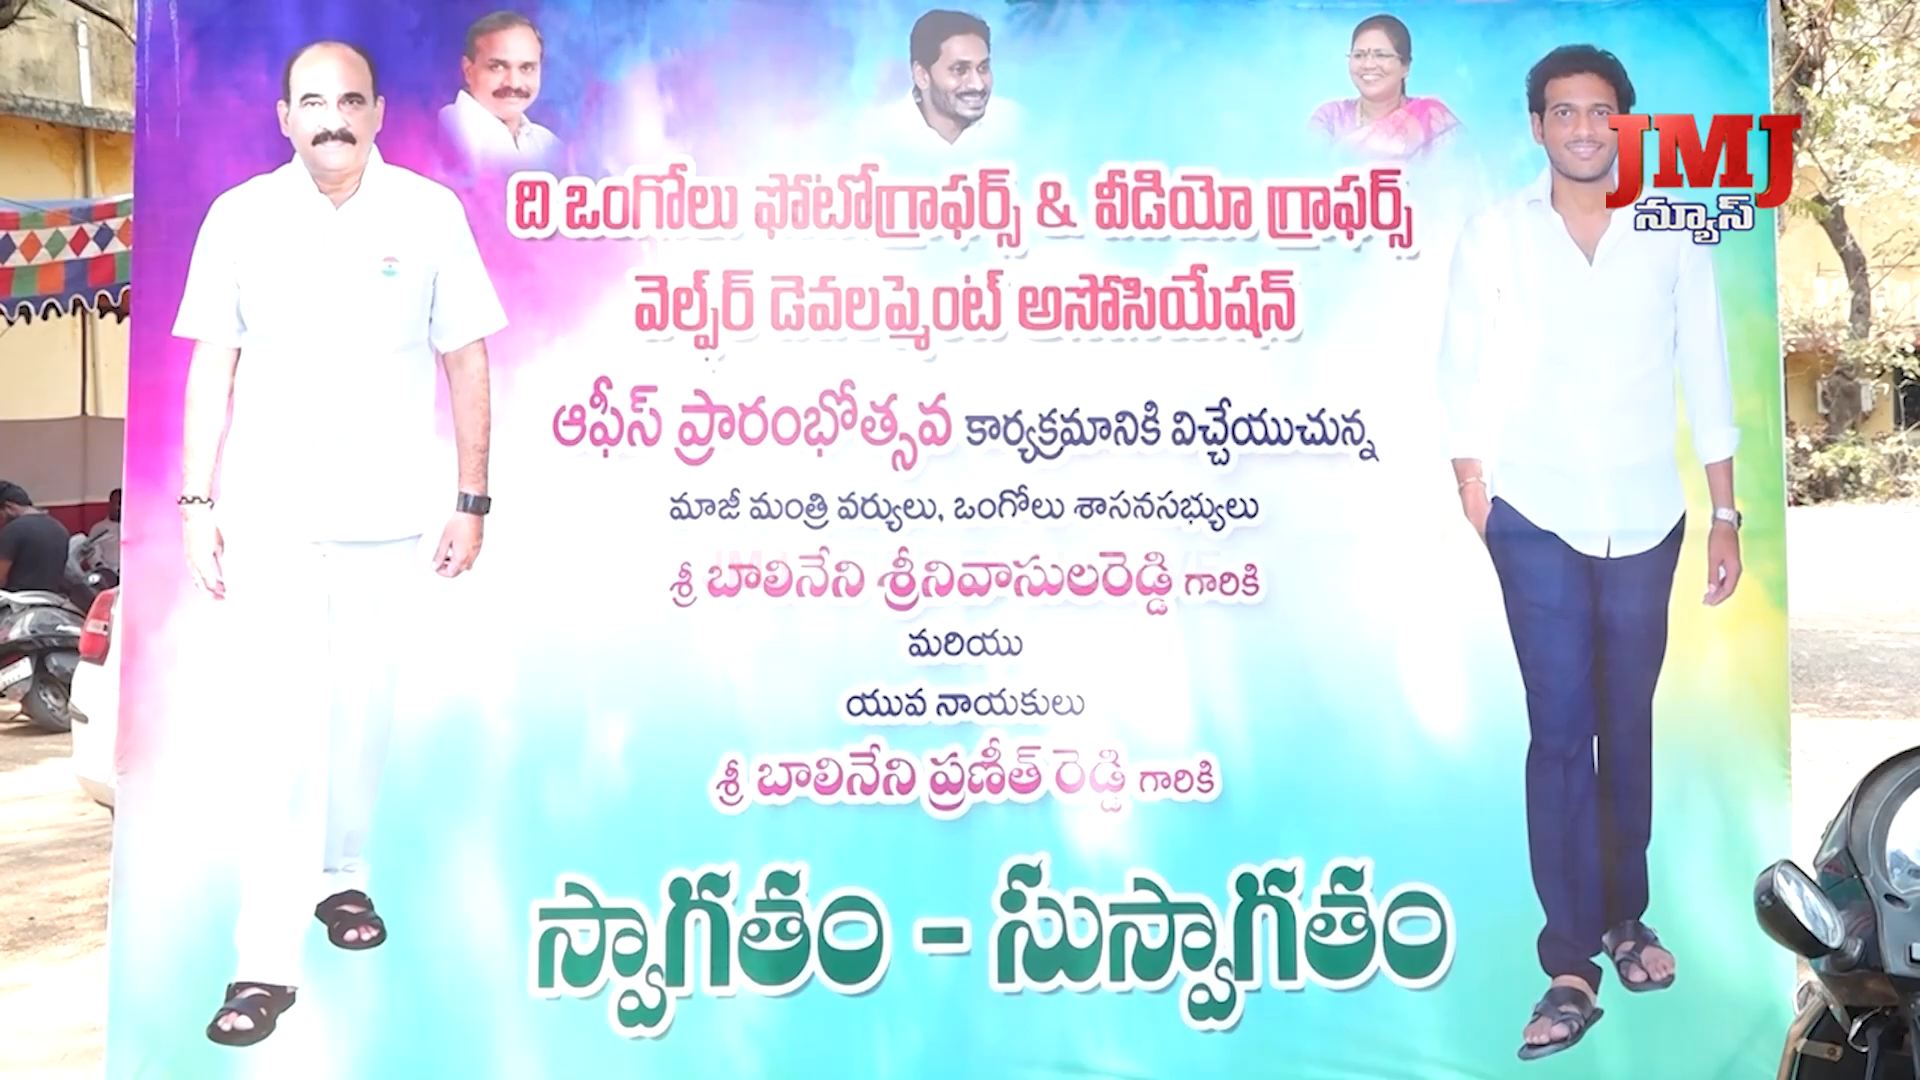 JMJ
న్యూస్
ది ఒంగోలు ఫోటోగ్రాఫర్స్ & వీడియో గ్రాఫర్స్
వెల్ఫేర్ డెవలప్మెంట్ అసోసియేషన్
ఆఫీస్ ప్రారంభోత్సవ కార్యక్రమానికి విచ్చేయుచున్న
మాజీ మంత్రి వర్యులు, ఒంగోలు శాసనసభ్యులు
శ్రీ బాలినేని శ్రీనివాసులరెడ్డి గారికి
మరియు
యువ నాయకులు
శ్రీ బాలినేని ప్రణీత్ రెడ్డి గారికి
స్వాగతం - సుస్వాగతం